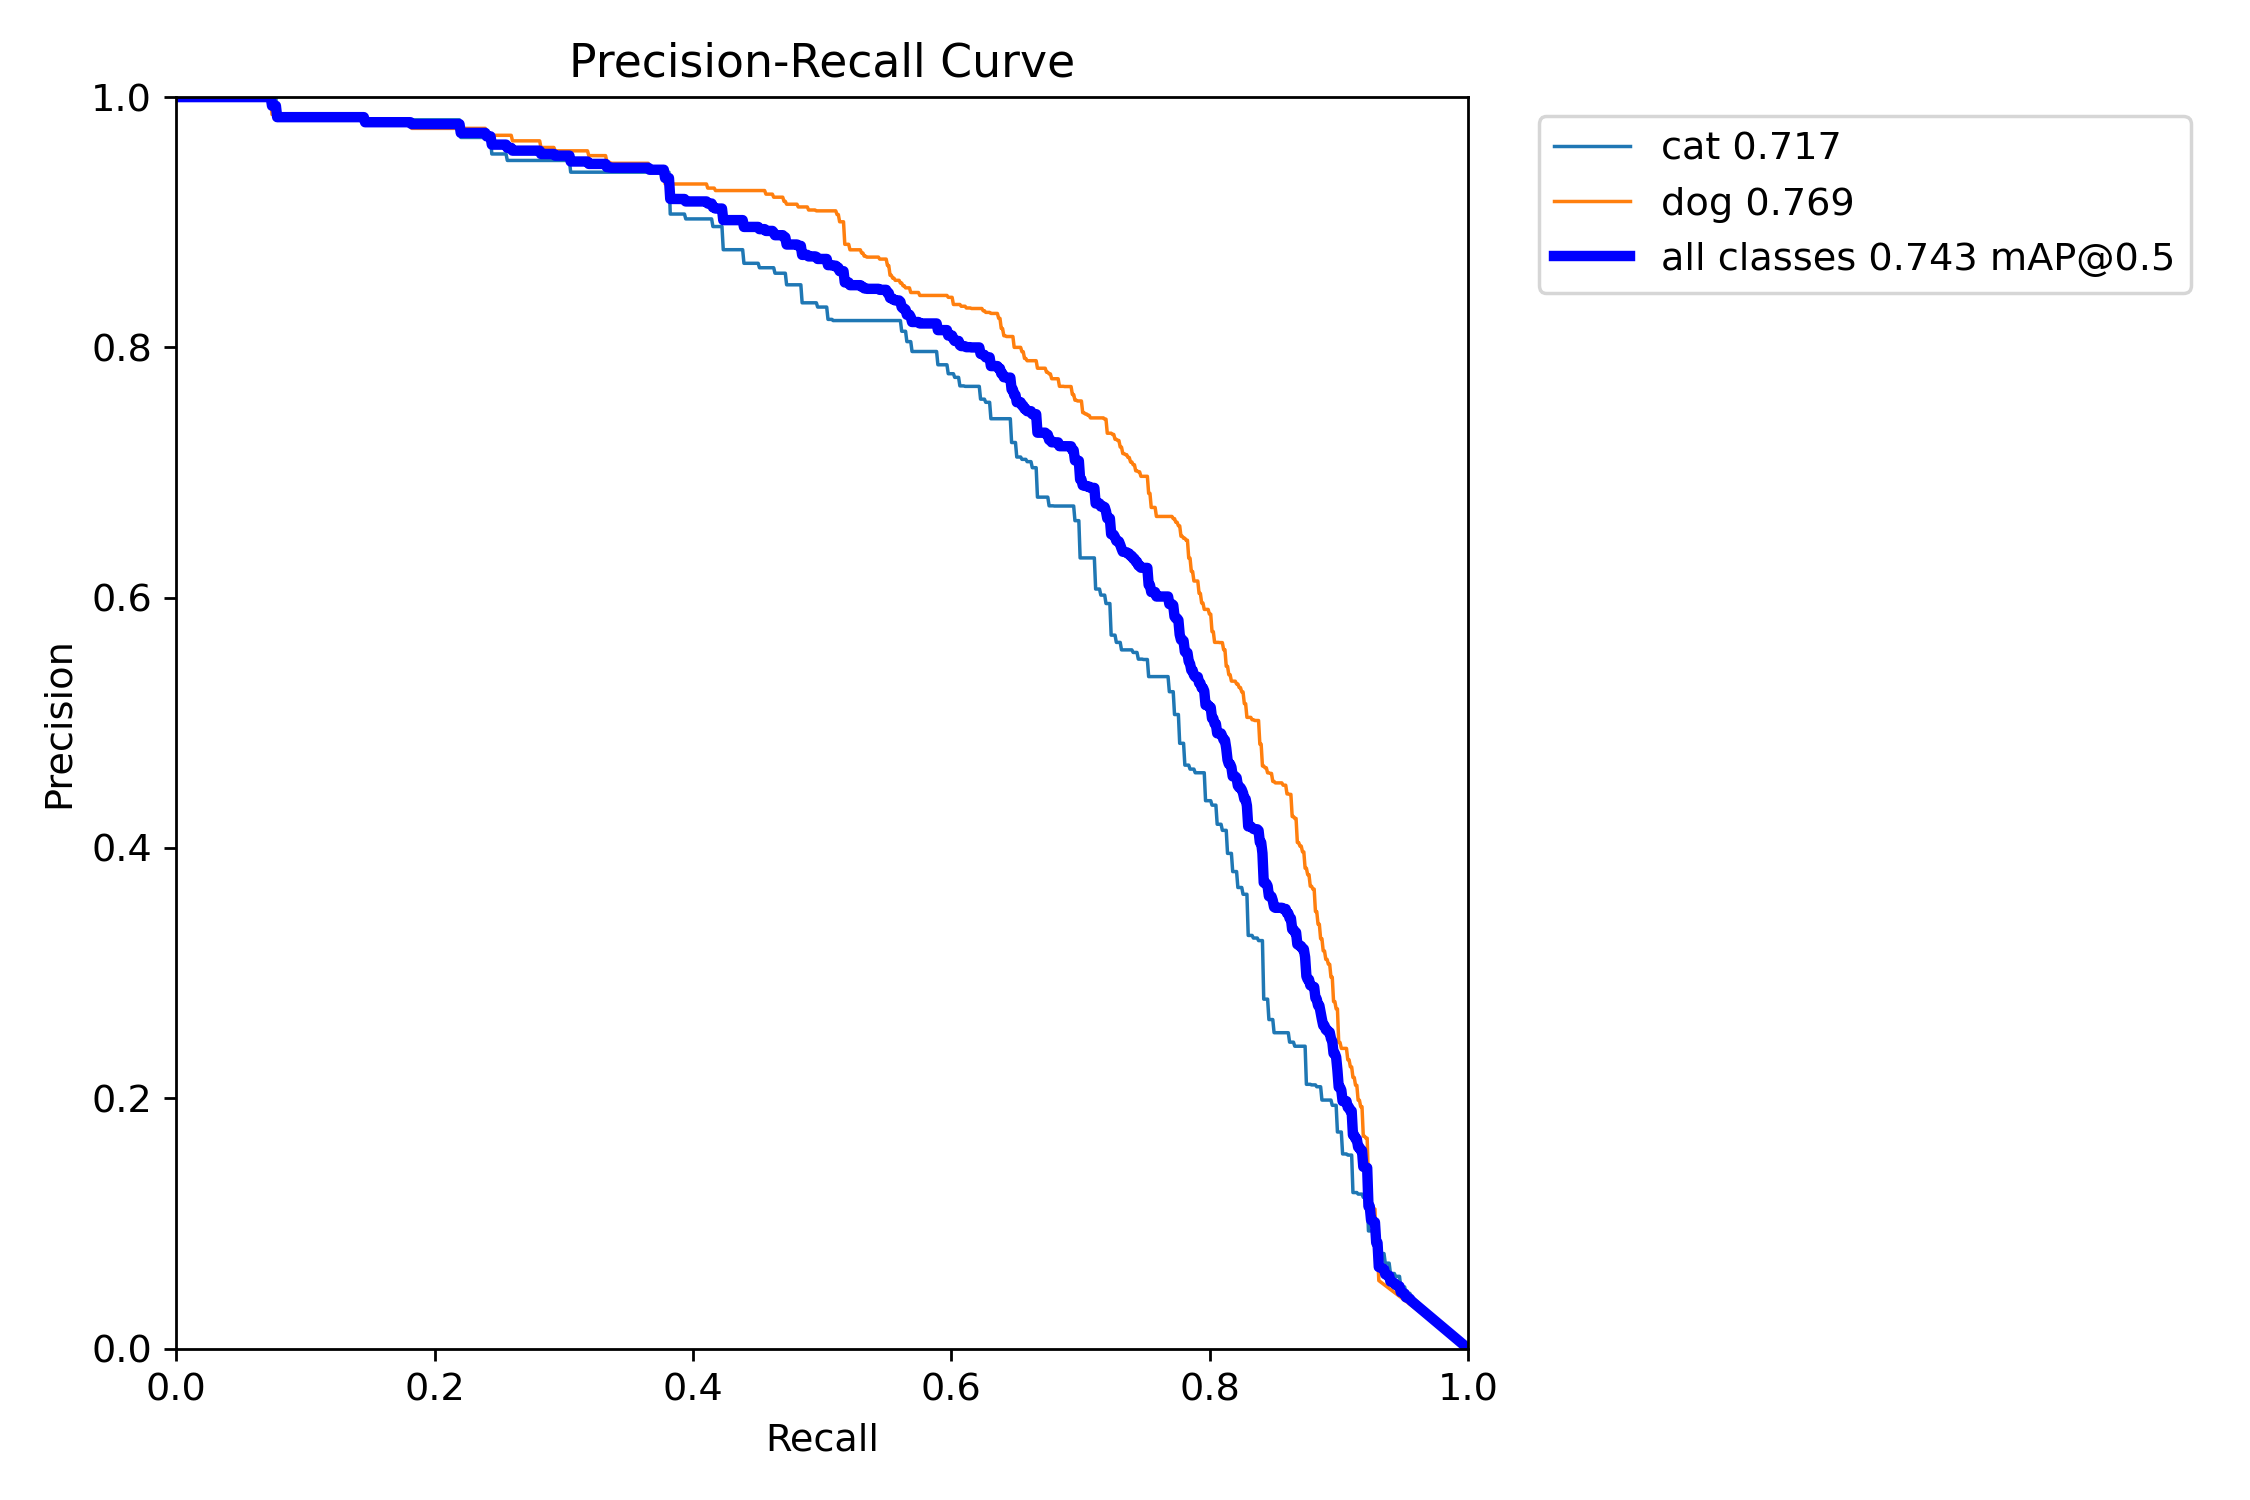 Precision-Recall Curve
1.0
0.8
0.6
0.4
0.2
0.0
Precision
0.0 0.2 0.4 0.6 0.8 1.0
Recall
cat 0.717
dog 0.769
all classes 0.743 mAP@0.5